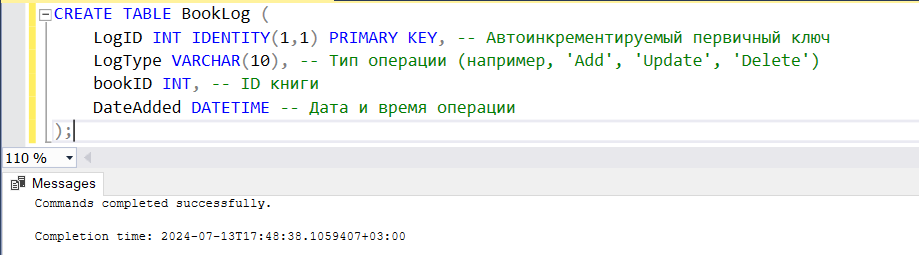 CREATE TABLE BookLog (
LogID INT IDENTITY(1,1) PRIMARY KEY, -- Автоинкрементируемый первичный ключ
LogType VARCHAR(10), -- Тип операции (например, 'Add', 'Update', 'Delete')
bookID INT, -- ID книги
DateAdded DATETIME -- Дата и время операции
);
110 %
Messages
Commands completed successfully.
Completion time: 2024-07-13T17:48:38.1059407+03:00